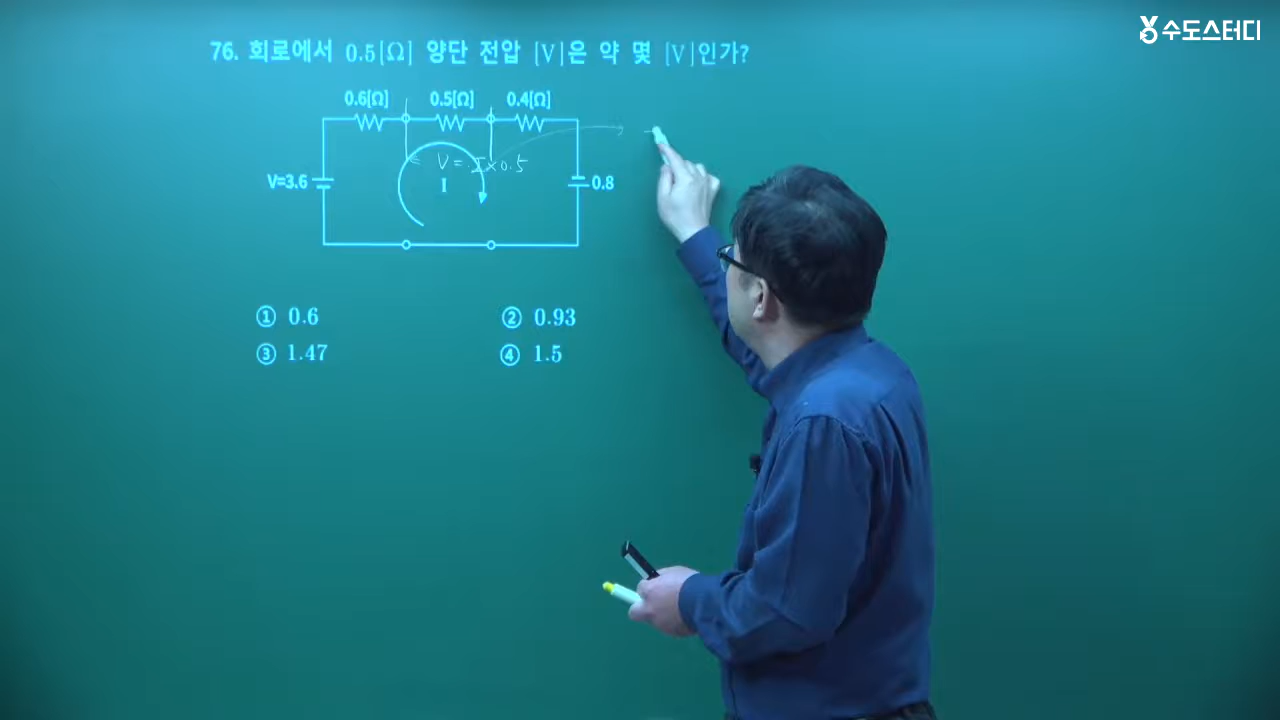 수도스터디
76. 회로에서 0.5[Ω] 양단 전압 [V]은 약 몇 [V]인가?
0.6[Ω] 0.5[Ω] 0.4[Ω]
V = I × 0.5
V=3.6 I 0.8
① 0.6 ② 0.93
③ 1.47 ④ 1.5